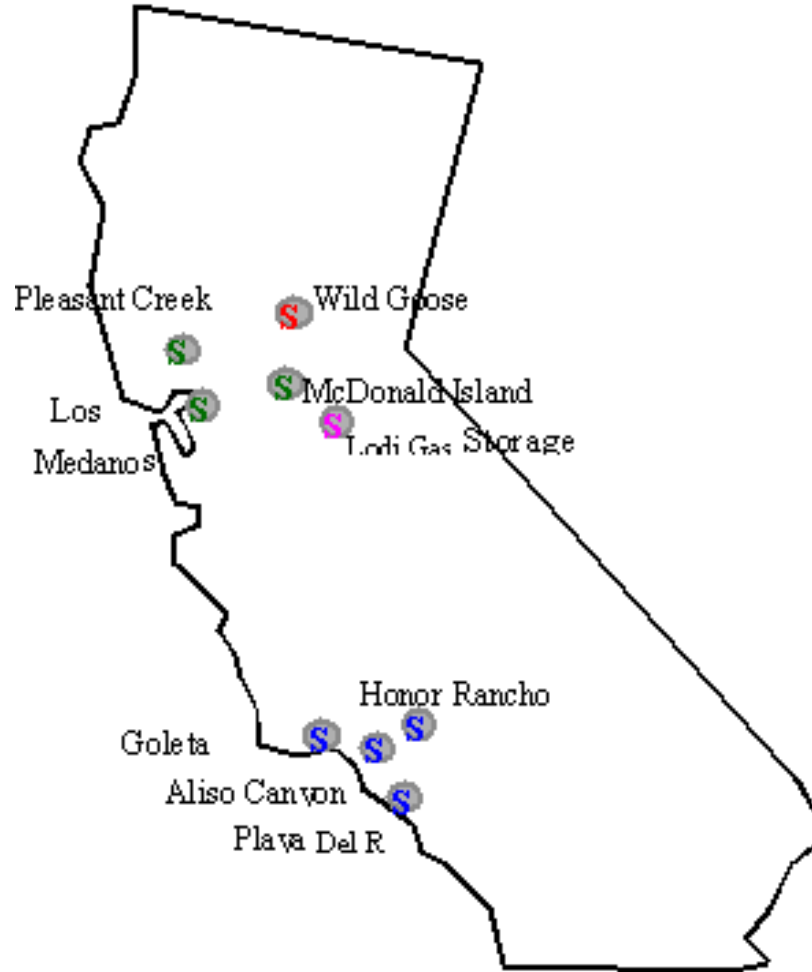 Pleasant Creek
S Wild Goose
S
S McDonald Island
Los S
S Lodi Gas Storage
Medanos
Honor Rancho
S
Goleta S
S
Aliso Canyon S
Playa Del R